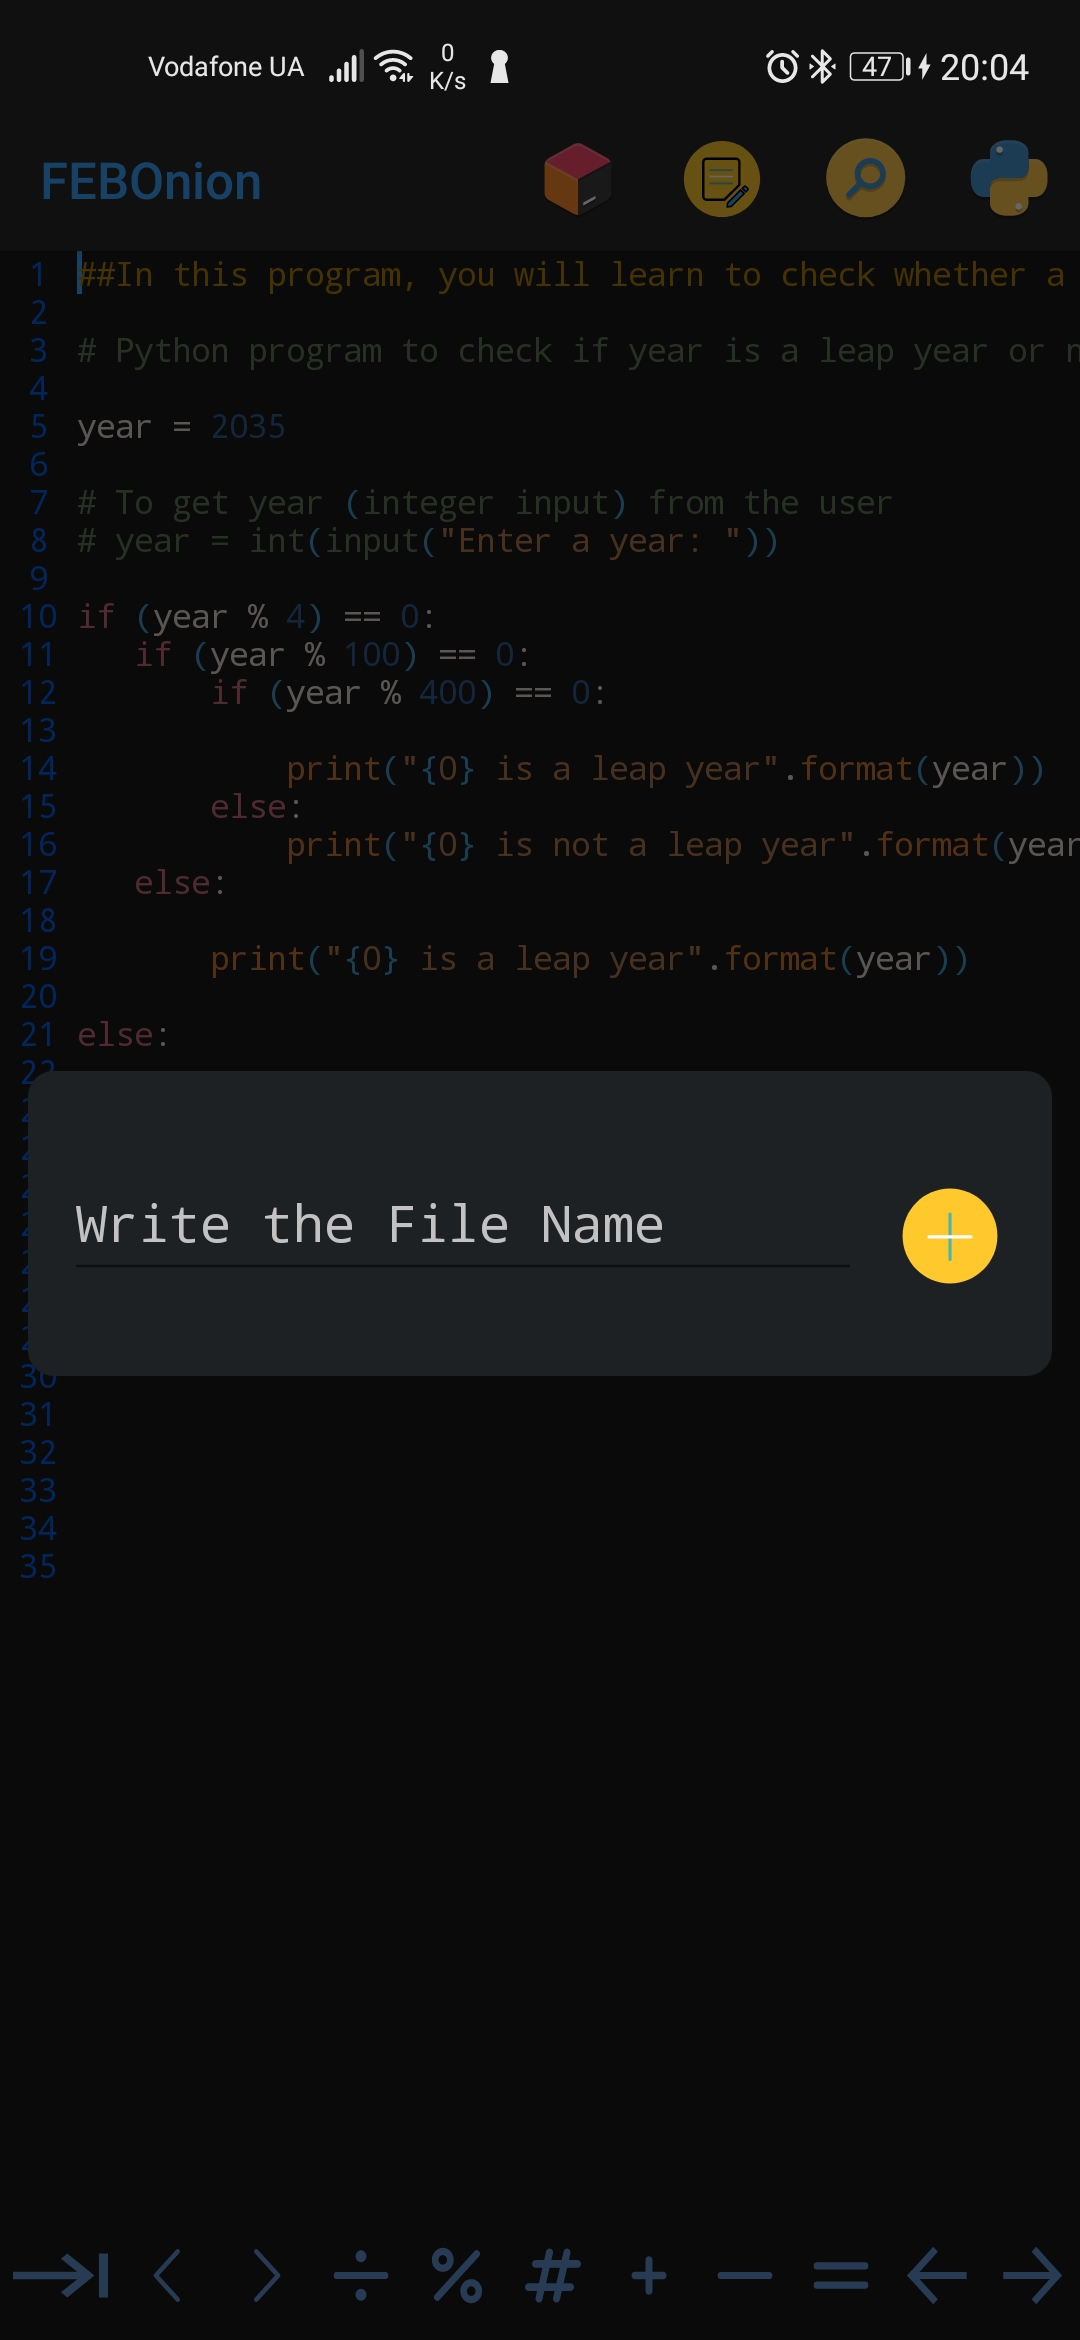 Vodafone UA 0 K/s 47 20:04
FEBOnion
1 ##In this program, you will learn to check whether a
2
3 # Python program to check if year is a leap year or
4
5 year = 2035
6
7 # To get year (integer input) from the user
8 # year = int(input("Enter a year: "))
9
10 if (year % 4) == 0:
11 if (year % 100) == 0:
12 if (year % 400) == 0:
13
14 print("{0} is a leap year".format(year))
15 else:
16 print("{0} is not a leap year".format(year
17 else:
18
19 print("{0} is a leap year".format(year))
20
21 else:
22
Write the File Name
30
31
32
33
34
35
÷ % # + − =